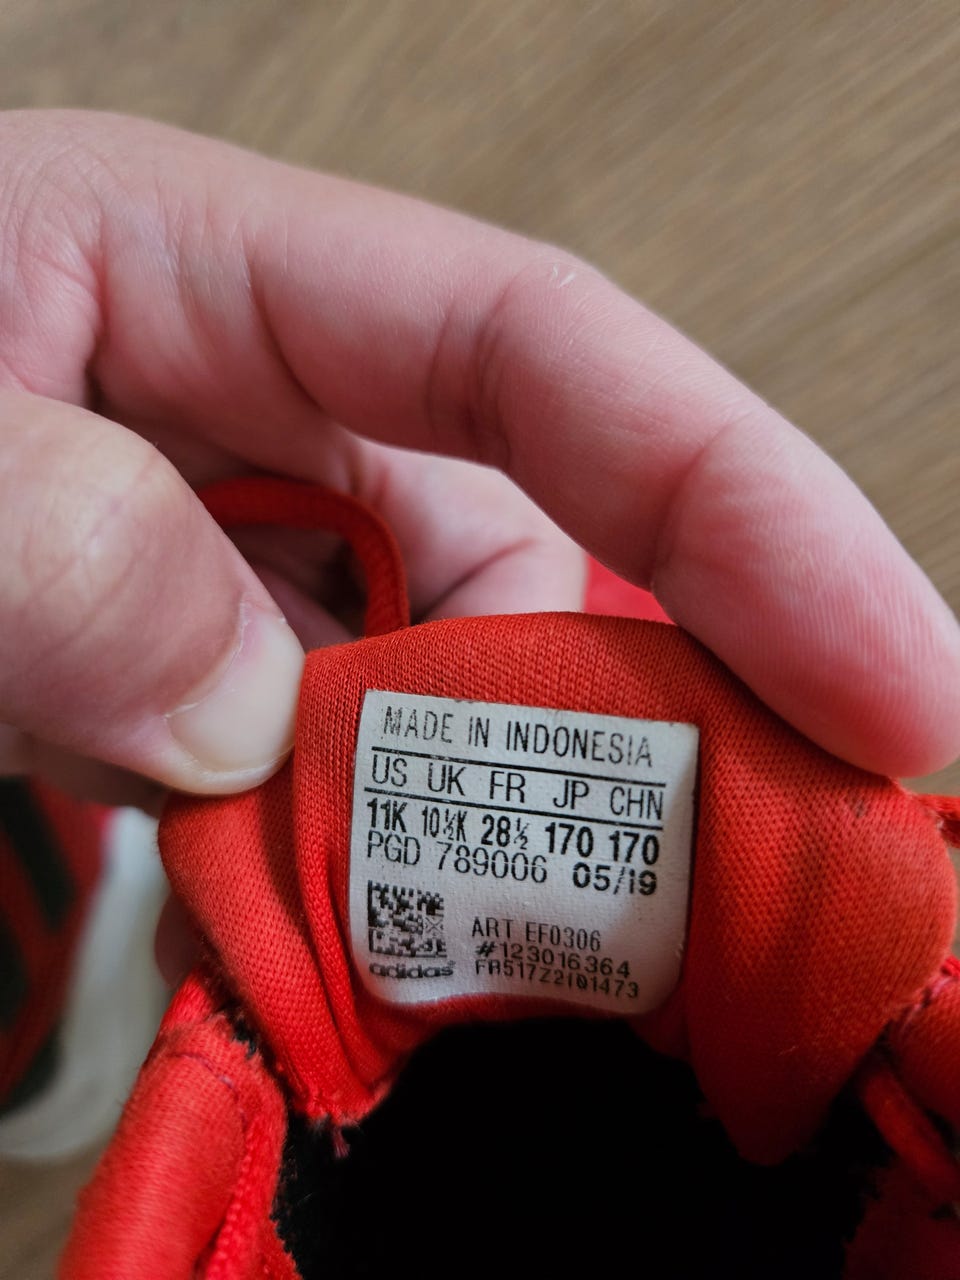 MADE IN INDONESIA
US UK FR JP CHN
11K 10½K 28½ 170 170
PGD 789006 05/19
ART EF0306
#123016364
FR517Z2101473
adidas